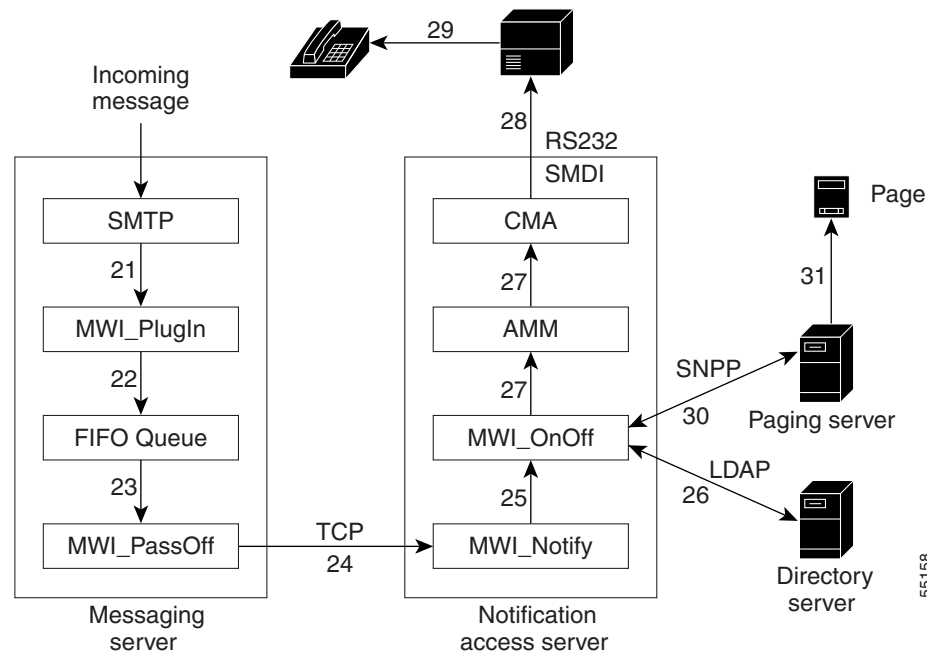 29
Incoming
message
28
RS232
SMDI
SMTP
CMA
Page
21
27
31
MWI_PlugIn
AMM
22
27
SNPP
30
Paging server
FIFO Queue
MWI_OnOff
23
25
LDAP
26
MWI_PassOff
TCP
24
MWI_Notify
Directory
server
Messaging
server
Notification
access server
55158